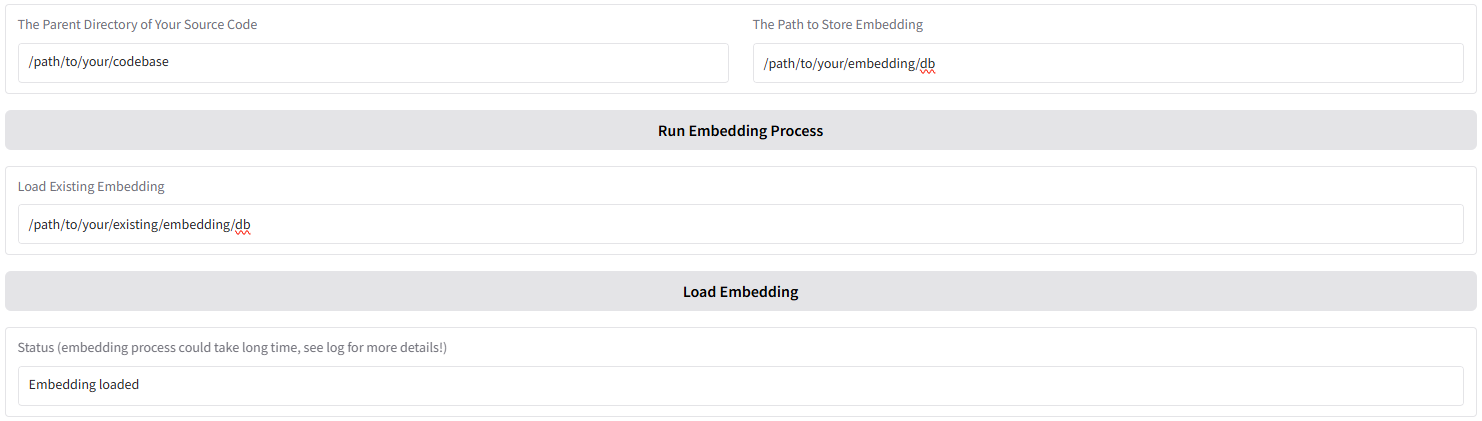 The Parent Directory of Your Source Code
The Path to Store Embedding
/path/to/your/codebase
/path/to/your/embedding/db
Run Embedding Process
Load Existing Embedding
/path/to/your/existing/embedding/db
Load Embedding
Status (embedding process could take long time, see log for more details!)
Embedding loaded